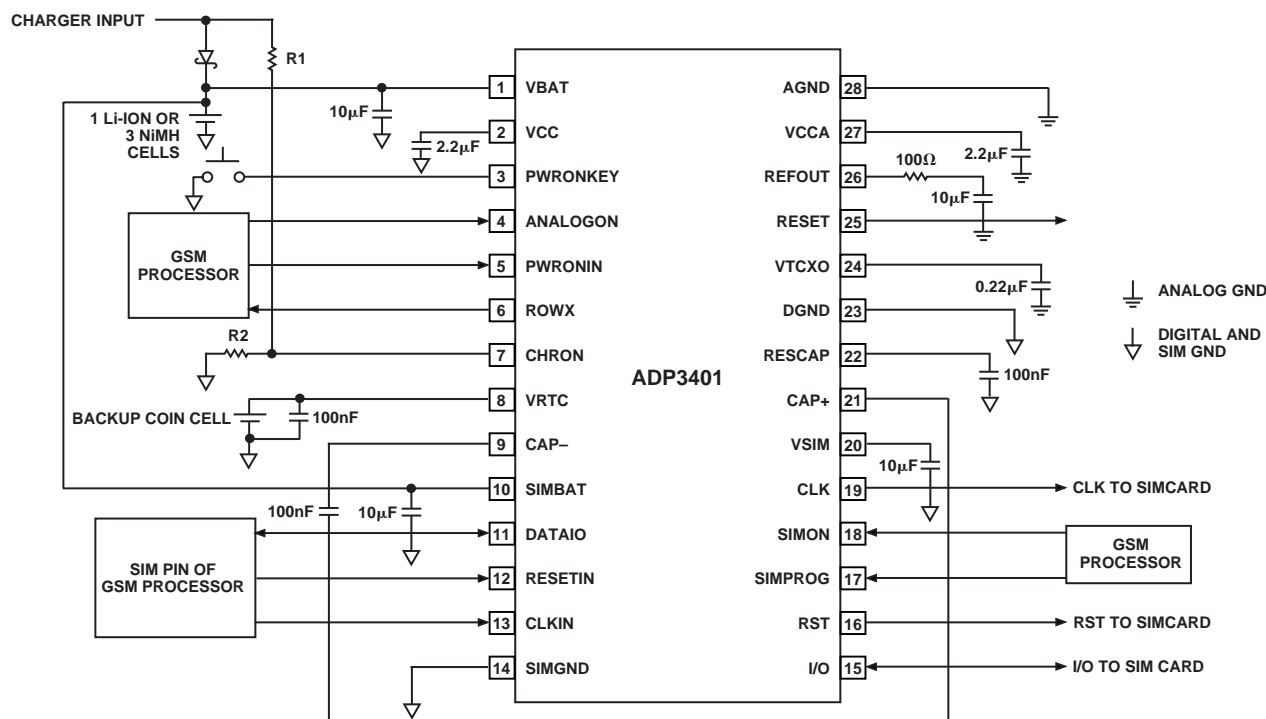 CHARGER INPUT
R1
1 Li-ION OR
3 NiMH
CELLS
10µF
2.2µF
1 VBAT
2 VCC
3 PWRONKEY
4 ANALOGON
5 PWRONIN
6 ROWX
7 CHRON
8 VRTC
9 CAP–
10 SIMBAT
11 DATAIO
12 RESETIN
13 CLKIN
14 SIMGND
GSM
PROCESSOR
R2
BACKUP COIN CELL
100nF
100nF
10µF
SIM PIN OF
GSM PROCESSOR
ADP3401
AGND 28
VCCA 27
REFOUT 26
RESET 25
VTCXO 24
DGND 23
RESCAP 22
CAP+ 21
VSIM 20
CLK 19
SIMON 18
SIMPROG 17
RST 16
I/O 15
2.2µF
100Ω
10µF
0.22µF
100nF
10µF
CLK TO SIMCARD
GSM
PROCESSOR
RST TO SIMCARD
I/O TO SIM CARD
ANALOG GND
DIGITAL AND
SIM GND